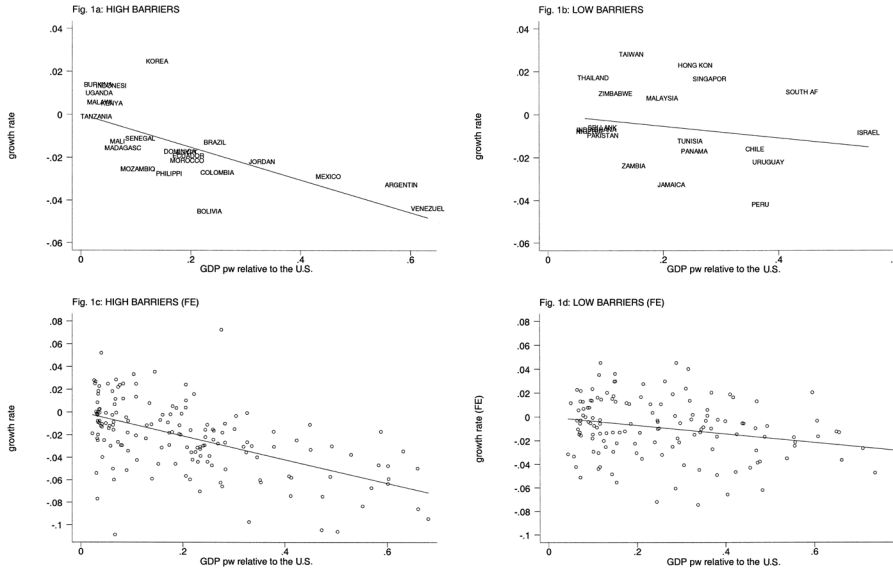 Fig. 1a: HIGH BARRIERS
.04
.02
0
-.02
-.04
-.06
growth rate
KOREA
BURKINA
INDONESI
UGANDA
MALAWI
KENYA
TANZANIA
SENEGAL
MALI
MADAGASC
MOZAMBIQ
PHILIPPI
BRAZIL
ECUADOR
MOROCCO
COLOMBIA
JORDAN
MEXICO
ARGENTIN
VENEZUEL
BOLIVIA
0 .2 .4 .6
GDP pw relative to the U.S.
Fig. 1b: LOW BARRIERS
.04
.02
0
-.02
-.04
-.06
growth rate
TAIWAN
HONG KON
SINGAPOR
THAILAND
ZIMBABWE
MALAYSIA
SOUTH AF
ISRAEL
SRI LANK
PAKISTAN
TUNISIA
PANAMA
CHILE
URUGUAY
ZAMBIA
JAMAICA
PERU
0 .2 .4
GDP pw relative to the U.S.
Fig. 1c: HIGH BARRIERS (FE)
.08
.06
.04
.02
0
-.02
-.04
-.06
-.08
-.1
growth rate
0 .2 .4 .6
GDP pw relative to the U.S.
Fig. 1d: LOW BARRIERS (FE)
.08
.06
.04
.02
0
-.02
-.04
-.06
-.08
-.1
growth rate (FE)
0 .2 .4 .6
GDP pw relative to the U.S.